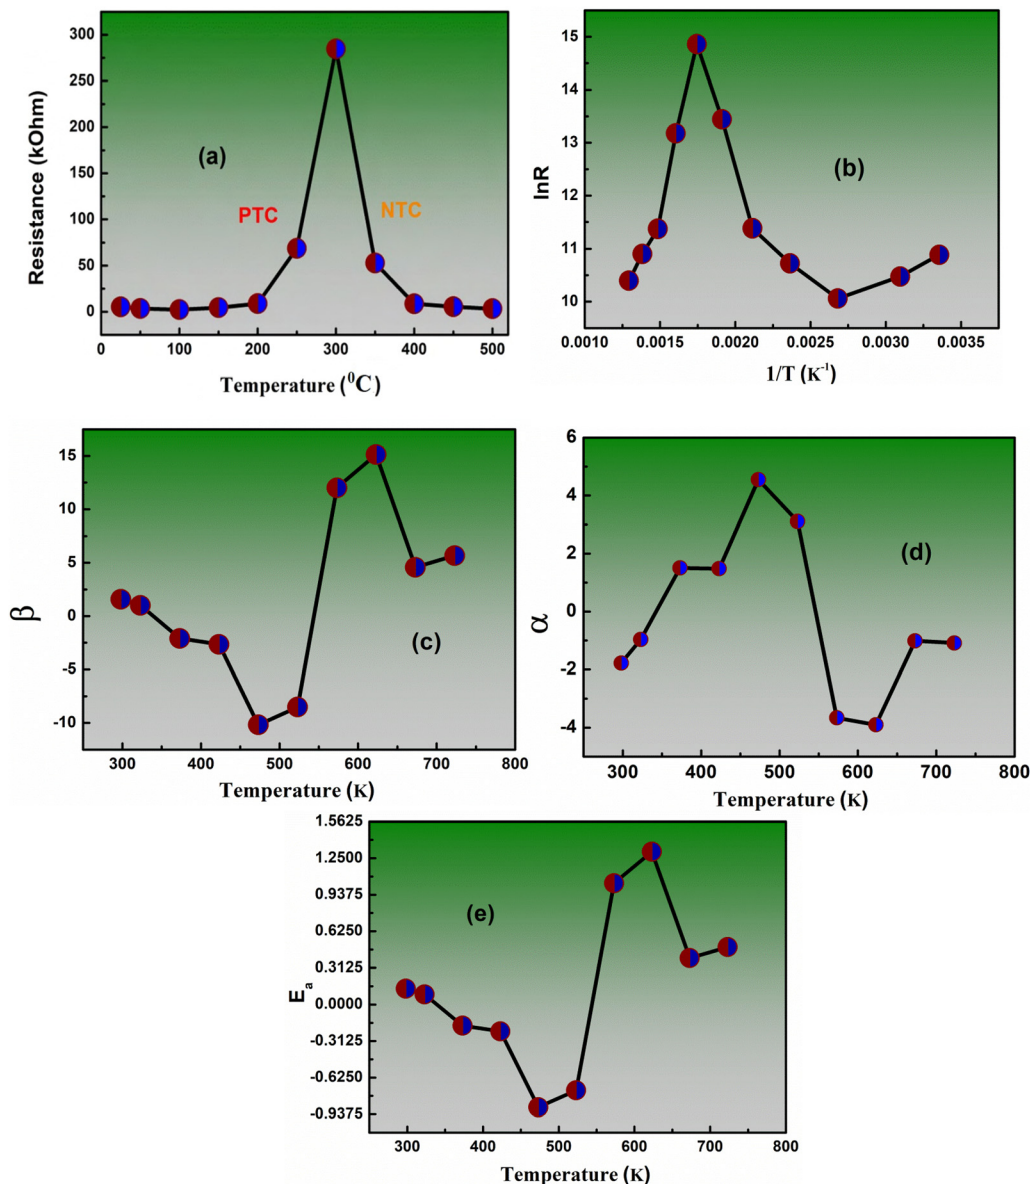 300
250
200
150
100
50
0
Resistance (kOhm)
(a)
PTC
NTC
0 100 200 300 400 500
Temperature (⁰C)
15
14
13
12
11
10
lnR
(b)
0.0010 0.0015 0.0020 0.0025 0.0030 0.0035
1/T (K⁻¹)
15
10
5
0
-5
-10
β
(c)
300 400 500 600 700 800
Temperature (K)
6
4
2
0
-2
-4
α
(d)
300 400 500 600 700 800
Temperature (K)
1.5625
1.2500
0.9375
0.6250
0.3125
0.0000
-0.3125
-0.6250
-0.9375
Eₐ
(e)
300 400 500 600 700 800
Temperature (K)